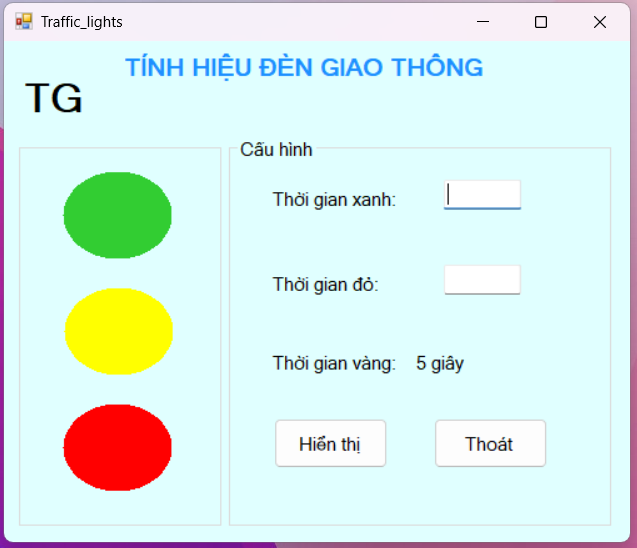 Traffic_lights
TÍNH HIỆU ĐÈN GIAO THÔNG
TG
Cấu hình
Thời gian xanh:
Thời gian đỏ:
Thời gian vàng: 5 giây
Hiển thị Thoát